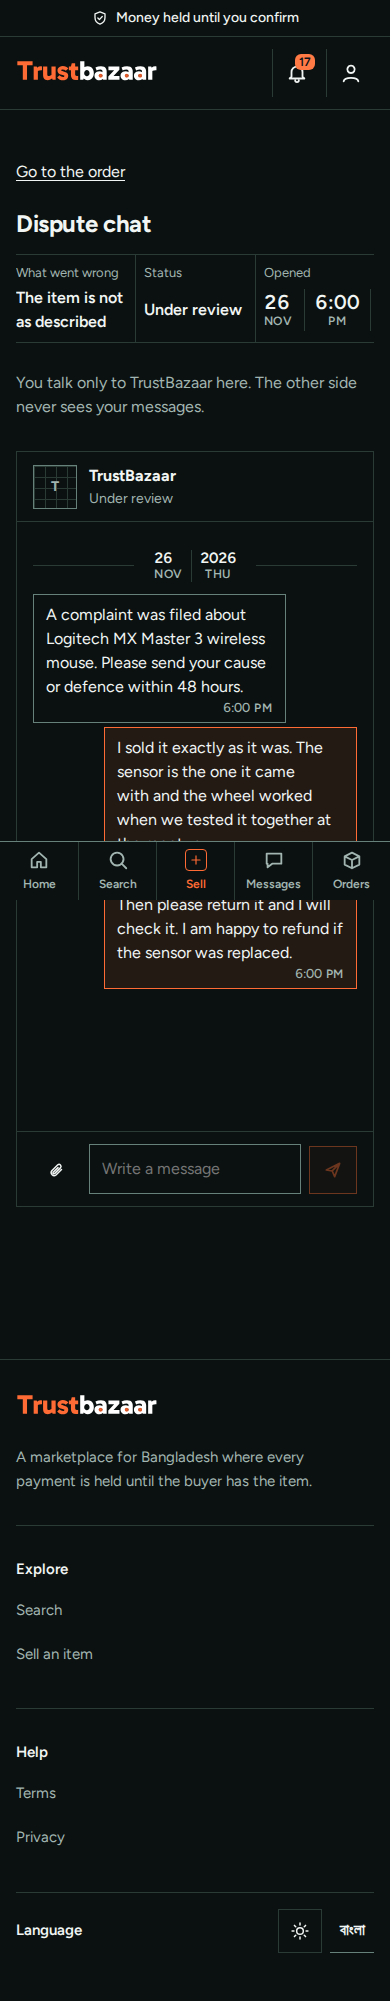 Money held until you confirm
Trustbazaar
17
Go to the order
Dispute chat
What went wrong
The item is not
as described
Status
Under review
Opened
26
NOV
6:00
PM
You talk only to TrustBazaar here. The other side
never sees your messages.
T
TrustBazaar
Under review
26
NOV
2026
THU
A complaint was filed about
Logitech MX Master 3 wireless
mouse. Please send your cause
or defence within 48 hours.
6:00 PM
I sold it exactly as it was. The
sensor is the one it came
with and the wheel worked
when we tested it together at
Home
Search
Sell
Messages
Orders
Then please return it and I will
check it. I am happy to refund if
the sensor was replaced.
6:00 PM
Write a message
Trustbazaar
A marketplace for Bangladesh where every
payment is held until the buyer has the item.
Explore
Search
Sell an item
Help
Terms
Privacy
Language
বাংলা